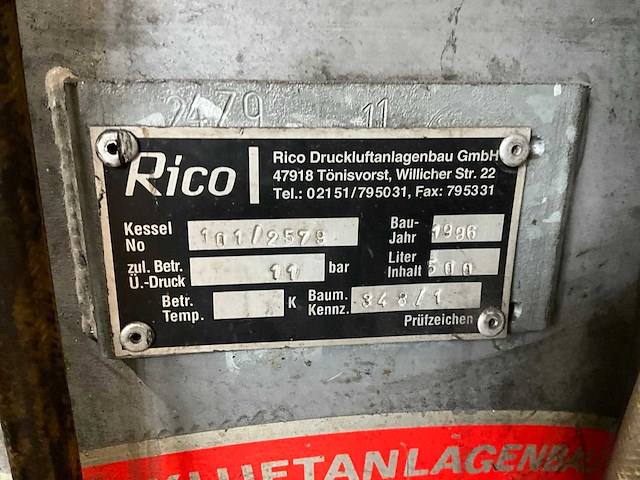 2479 11
Rico
Rico Druckluftanlagenbau GmbH
47918 Tönisvorst, Willicher Str. 22
Tel.: 02151/795031, Fax: 795331
Kessel No 101/2579 Bau-Jahr 1996
zul. Betr. Ü.-Druck 11 bar Liter Inhalt 500
Betr. Temp. K Baum. Kennz. 348/1
Prüfzeichen
KLUFTANLAGENBAU